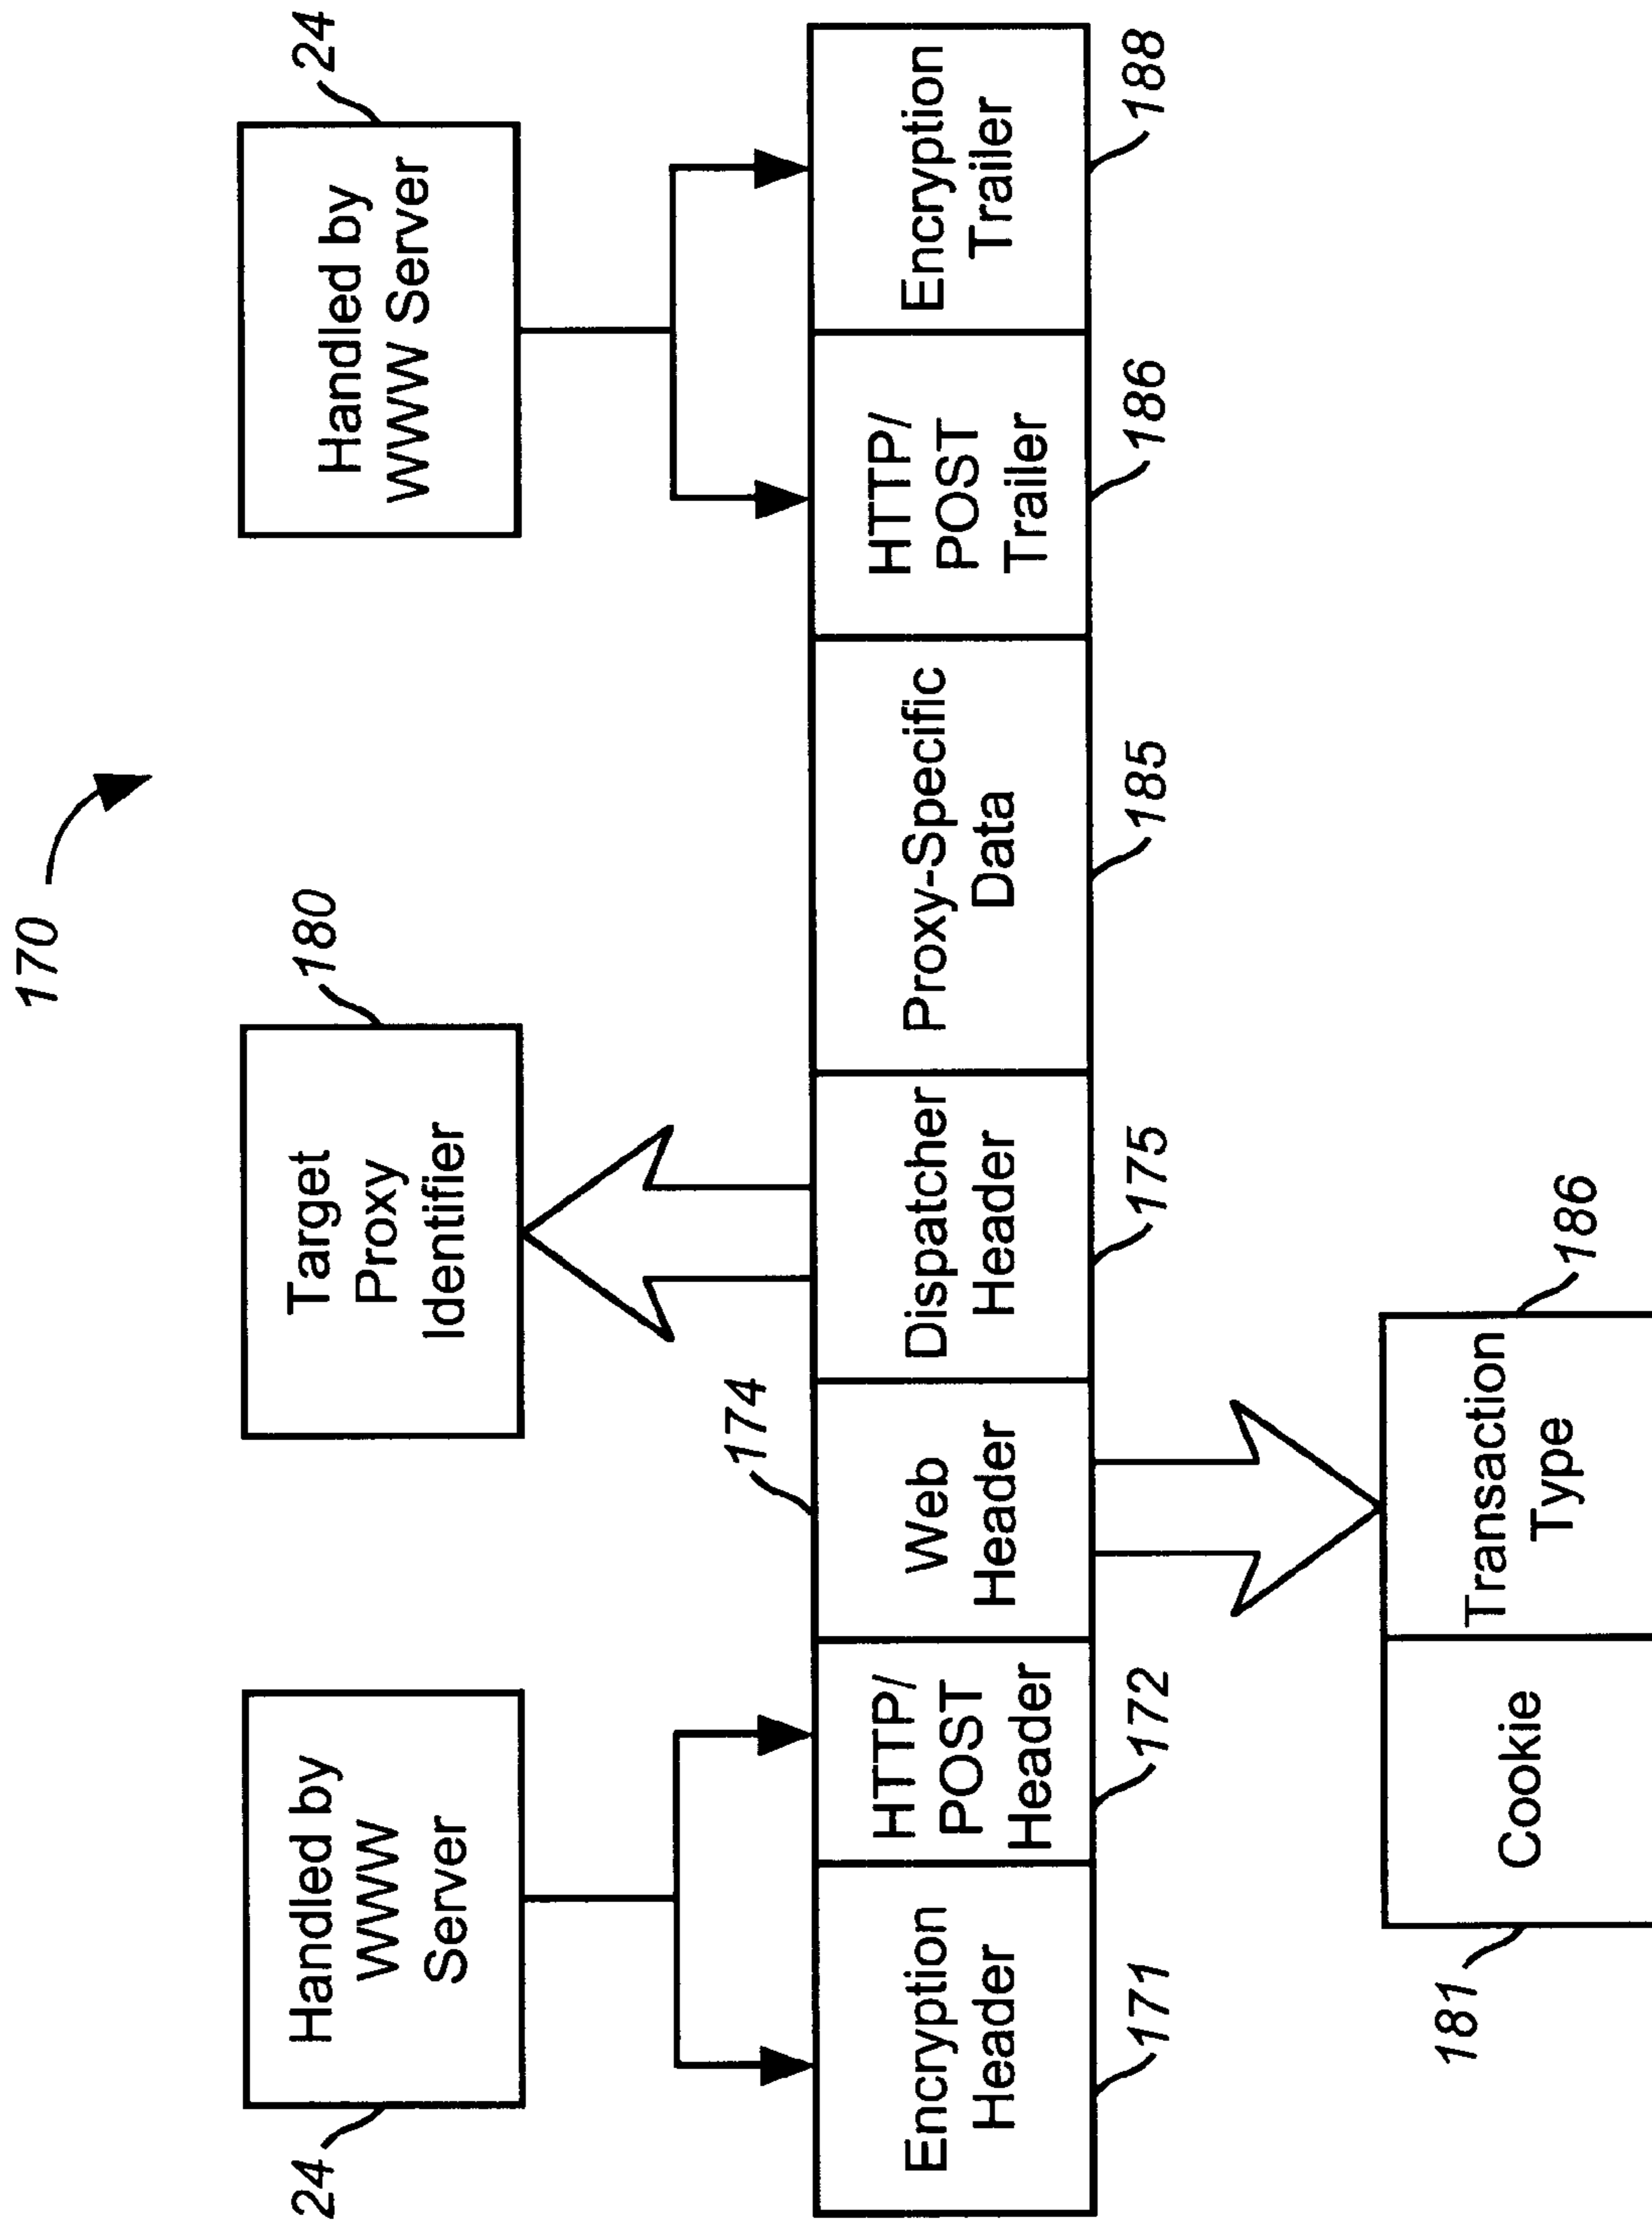 170
24
Handled by
WWW
Server
Target
Proxy
Identifier
180
Handled by
WWW Server
24
174
Encryption
Header
HTTP/
POST
Header
Web
Header
Dispatcher
Header
Proxy-Specific
Data
HTTP/
POST
Trailer
Encryption
Trailer
171
172
175
185
186
188
181
Cookie
Transaction
Type
186